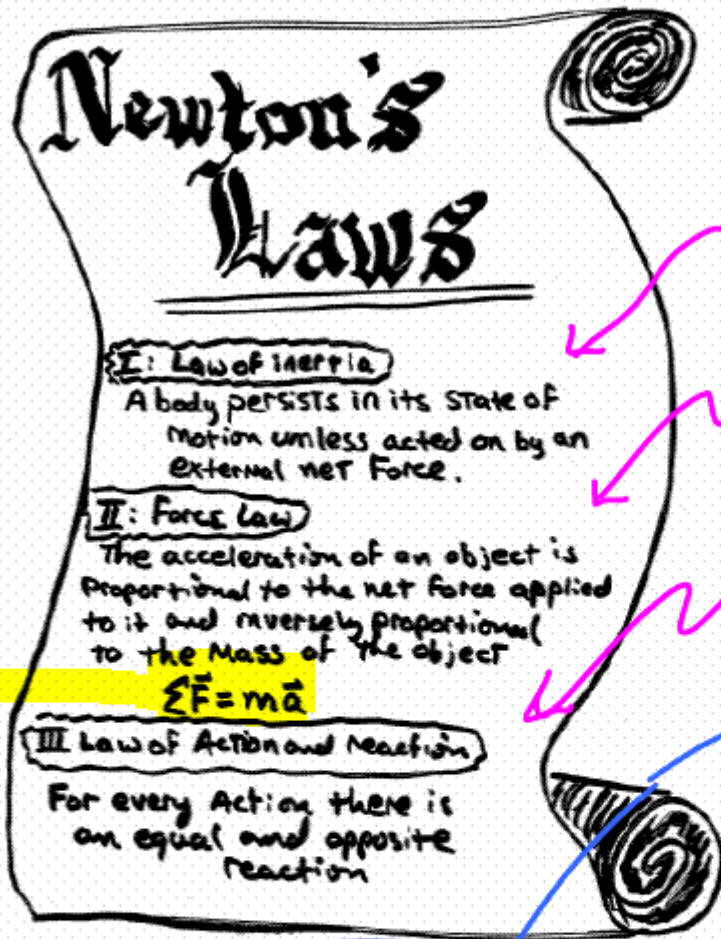 Newton's
Laws
I: Law of inertia
A body persists in its state of
motion unless acted on by an
external net force.
II: Force Law
The acceleration of an object is
proportional to the net force applied
to it and inversely proportional
to the mass of the object
ΣF⃗ = ma⃗
III Law of Action and reaction
For every Action there is
an equal and opposite
reaction